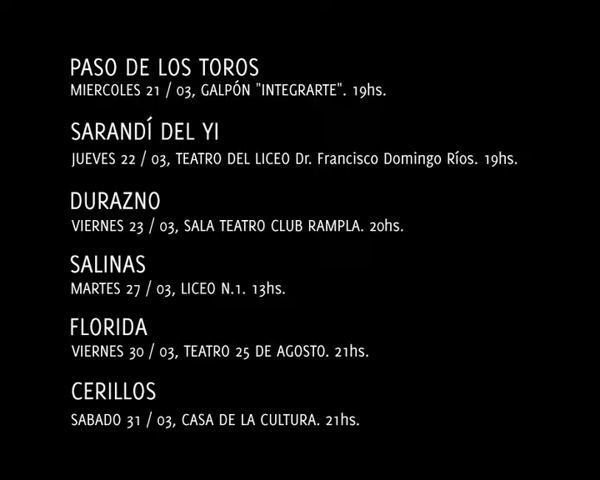 PASO DE LOS TOROS
MIERCOLES 21 / 03, GALPÓN "INTEGRARTE". 19hs.
SARANDÍ DEL YI
JUEVES 22 / 03, TEATRO DEL LICEO Dr. Francisco Domingo Ríos. 19hs.
DURAZNO
VIERNES 23 / 03, SALA TEATRO CLUB RAMPLA. 20hs.
SALINAS
MARTES 27 / 03, LICEO N.1. 13hs.
FLORIDA
VIERNES 30 / 03, TEATRO 25 DE AGOSTO. 21hs.
CERILLOS
SABADO 31 / 03, CASA DE LA CULTURA. 21hs.